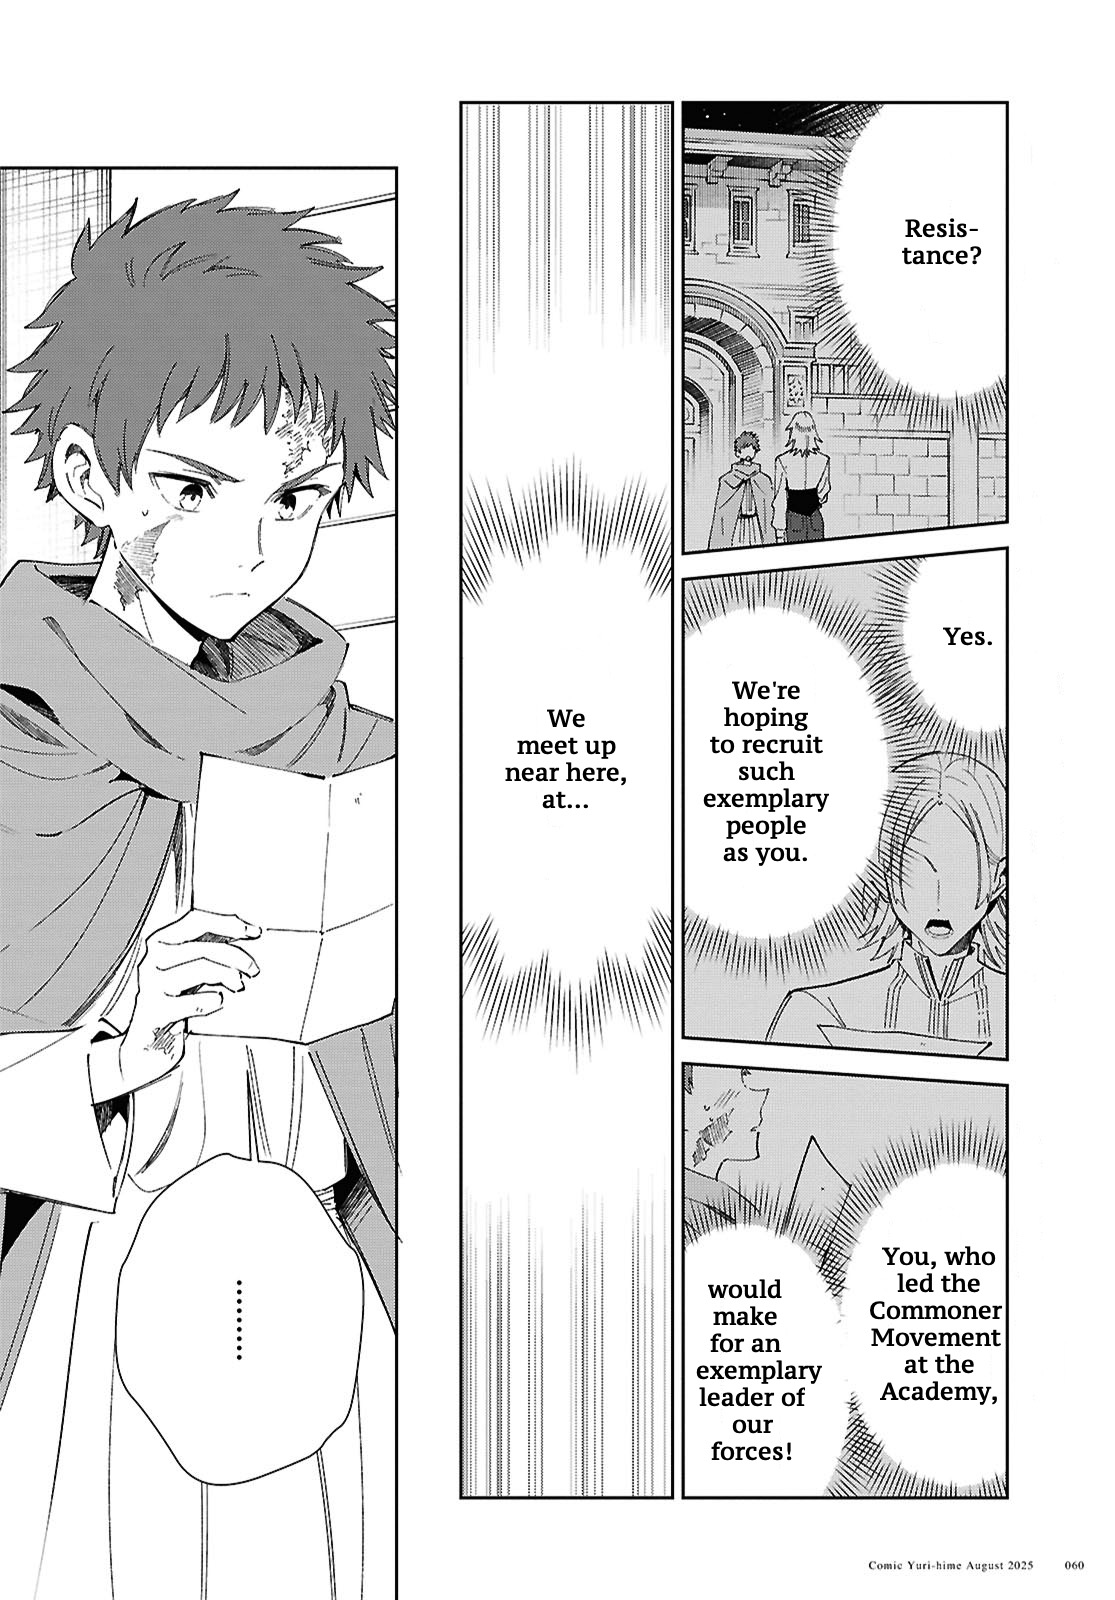 Resis-
tance?
Yes.
We're
hoping
to recruit
such
exemplary
people
as you.
You, who
led the
Commoner
Movement
at the
Academy,
would
make
for an
exemplary
leader of
our
forces!
We
meet up
near here,
at...
.........
Comic Yuri-hime August 2025 060